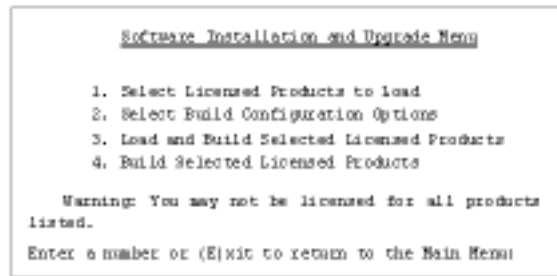 Software Installation and Upgrade Menu
1. Select Licensed Products to Load
2. Select Build Configuration Options
3. Load and Build Selected Licensed Products
4. Build Selected Licensed Products
Warning: You may not be licensed for all products
listed.
Enter a number or (E)xit to return to the Main Menu: